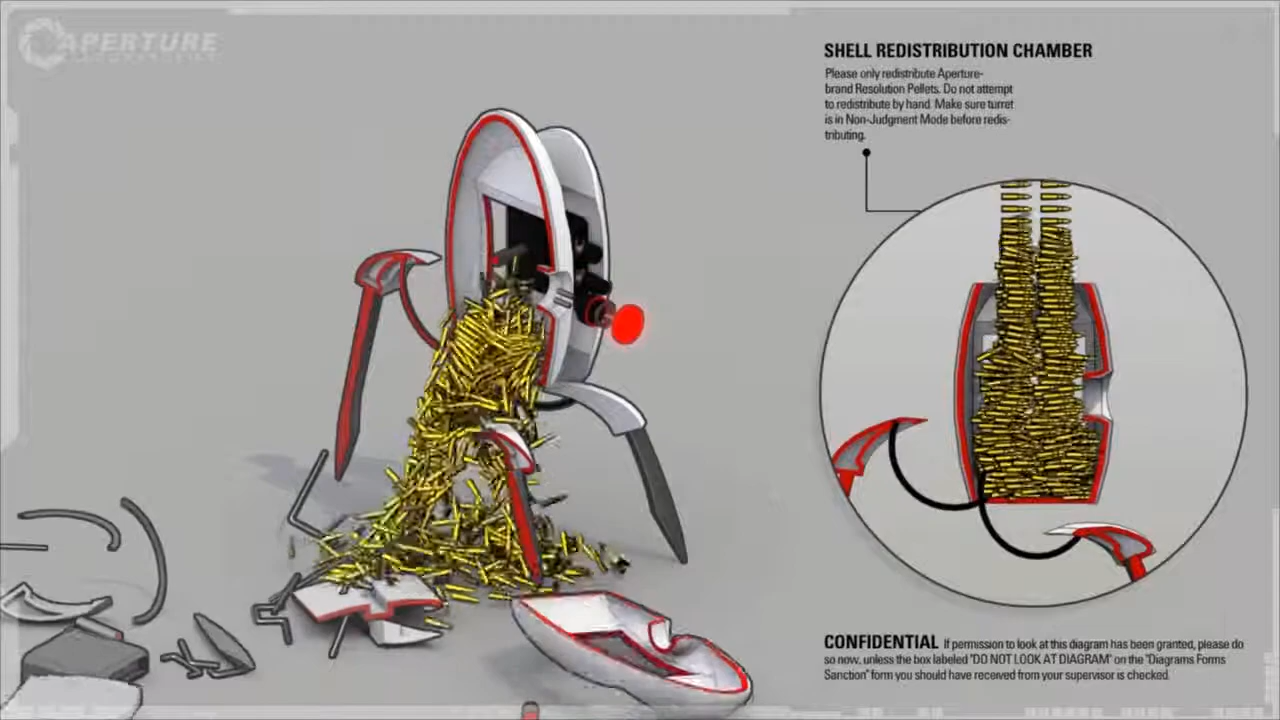 APERTURE
SHELL REDISTRIBUTION CHAMBER
Please only redistribute Aperture-
brand Resolution Pellets. Do not attempt
to redistribute by hand. Make sure turret
is in Non-Judgment Mode before redis-
tributing.
CONFIDENTIAL If permission to look at this diagram has been granted, please do
so now, unless the box labeled "DO NOT LOOK AT DIAGRAM" on the "Diagrams Forms
Sanction" form you should have received from your supervisor is checked.